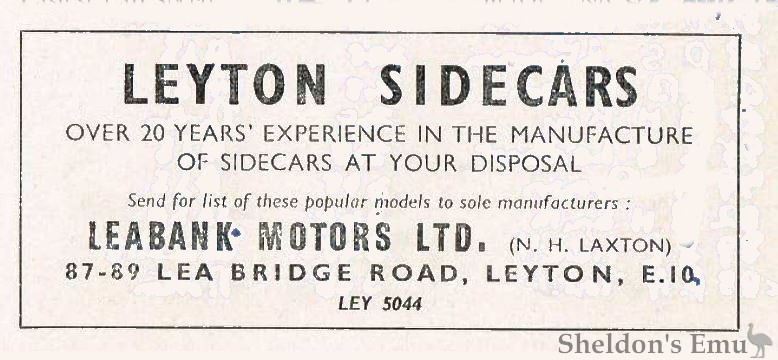 LEYTON SIDECARS
OVER 20 YEARS' EXPERIENCE IN THE MANUFACTURE
OF SIDECARS AT YOUR DISPOSAL
Send for list of these popular models to sole manufacturers :
LEABANK MOTORS LTD. (N. H. LAXTON)
87-89 LEA BRIDGE ROAD, LEYTON, E.10,
LEY 5044
Sheldon's Emu